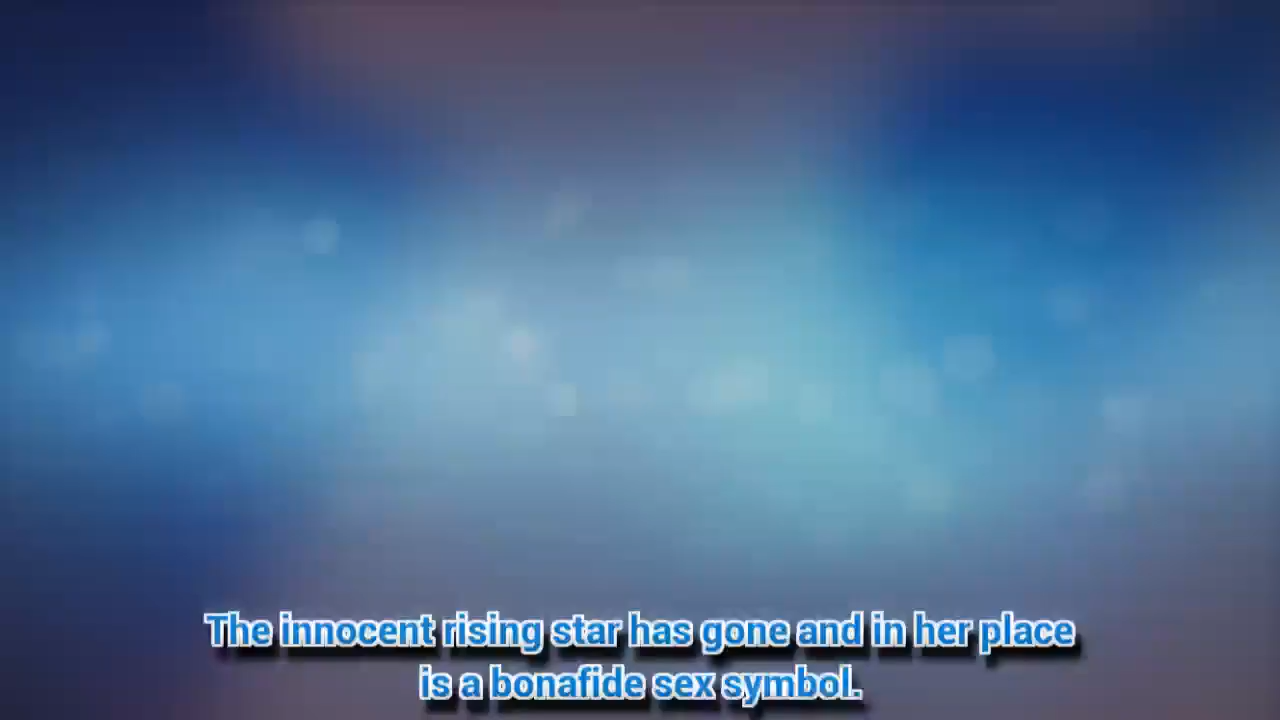 The innocent rising star has gone and in her place
is a bonafide sex symbol.